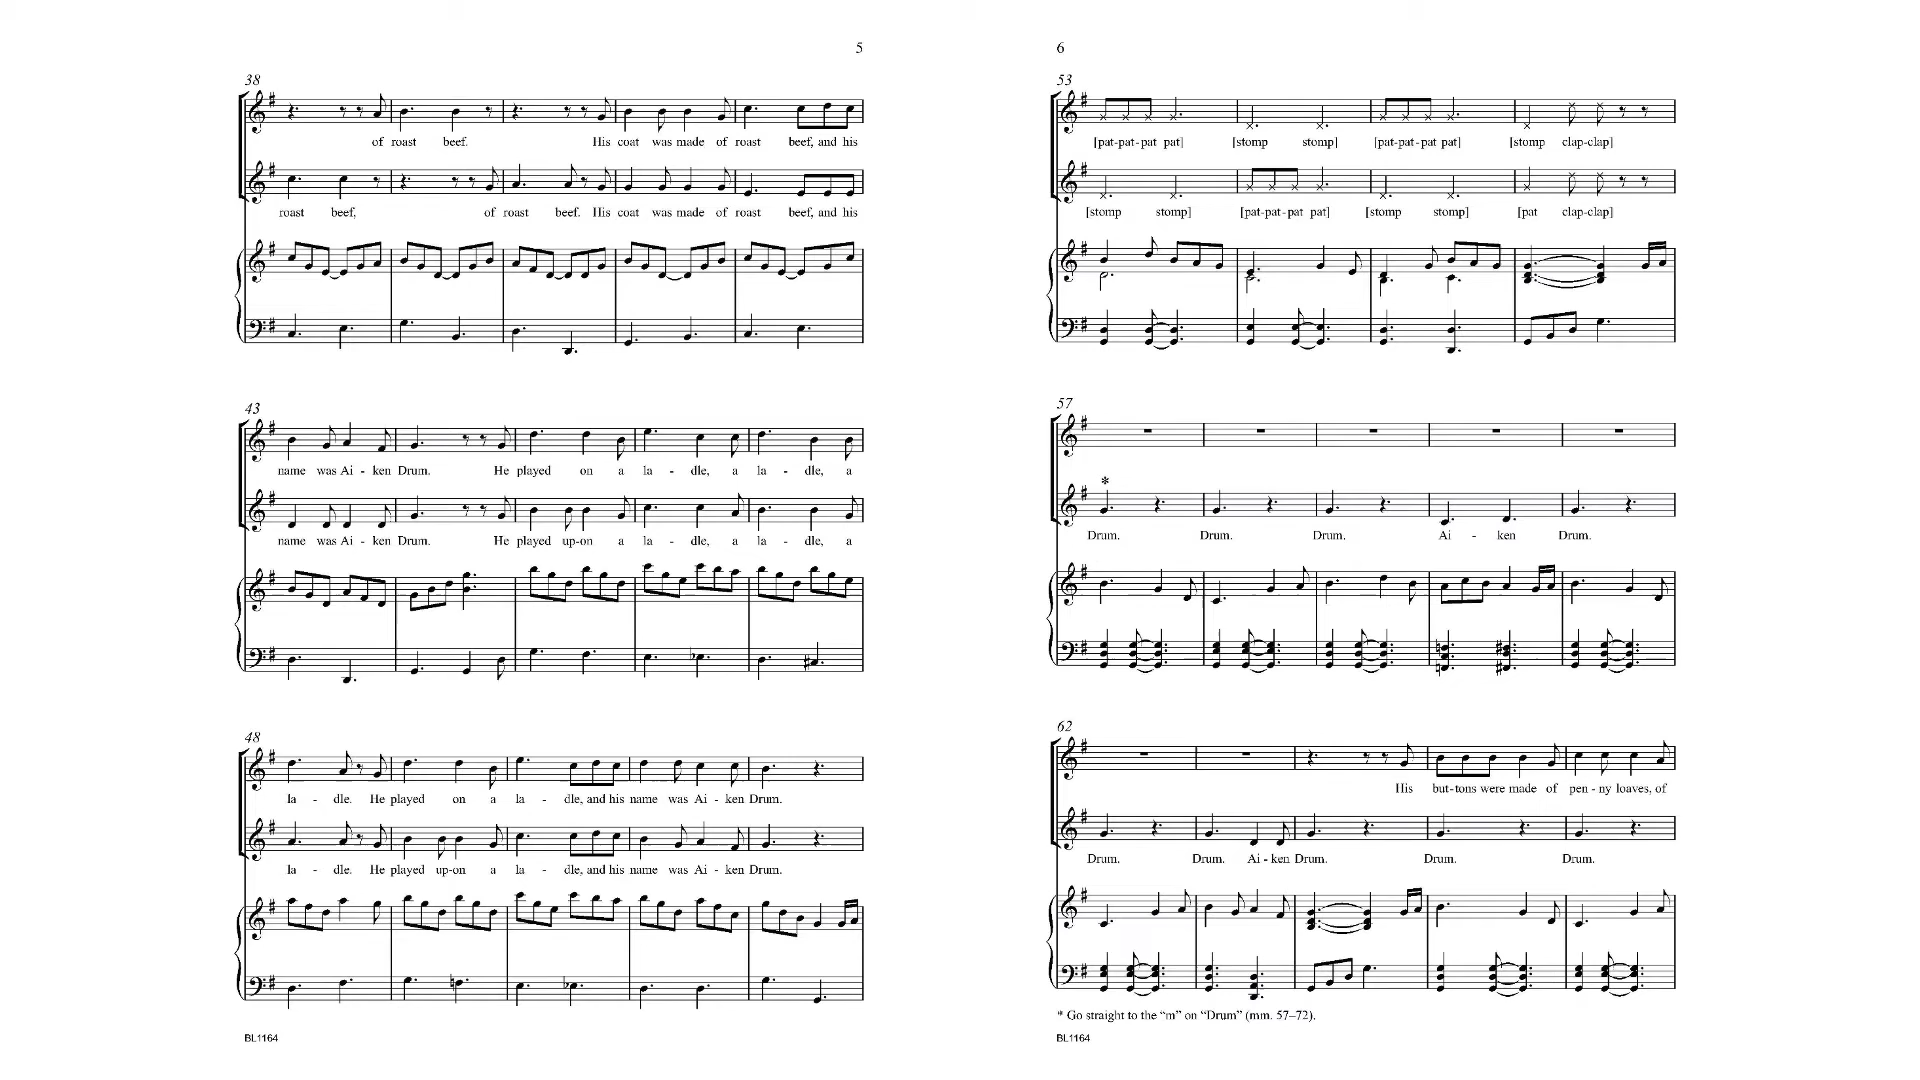 5
38
of roast beef. His coat was made of roast beef, and his
roast beef, of roast beef. His coat was made of roast beef, and his
43
name was Ai - ken Drum. He played on a la - dle, a la - dle, a
name was Ai - ken Drum. He played up-on a la - dle, a la - dle, a
48
la - dle. He played on a la - dle, and his name was Ai - ken Drum.
la - dle. He played up-on a la - dle, and his name was Ai - ken Drum.
BL1164
6
53
[pat-pat-pat pat] [stomp stomp] [pat-pat-pat pat] [stomp clap-clap]
[stomp stomp] [pat-pat-pat pat] [stomp stomp] [pat clap-clap]
57
*
Drum. Drum. Drum. Ai - ken Drum.
62
His but-tons were made of pen - ny loaves, of
Drum. Drum. Ai - ken Drum. Drum. Drum.
* Go straight to the “m” on “Drum” (mm. 57–72).
BL1164